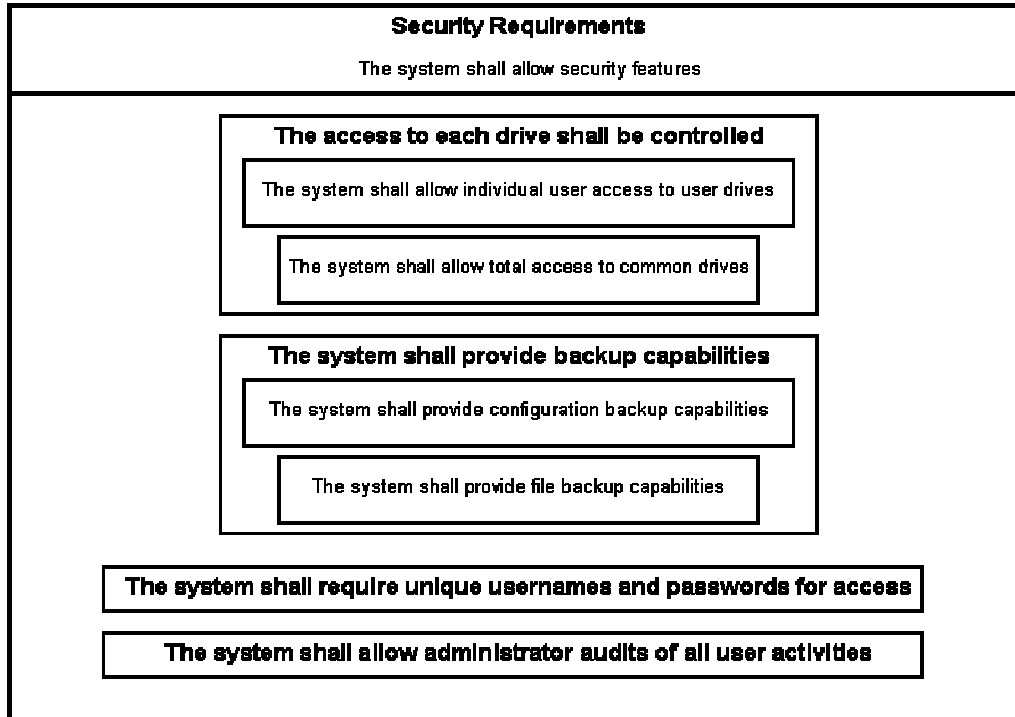 Security Requirements
The system shall allow security features
The access to each drive shall be controlled
The system shall allow individual user access to user drives
The system shall allow total access to common drives
The system shall provide backup capabilities
The system shall provide configuration backup capabilities
The system shall provide file backup capabilities
The system shall require unique usernames and passwords for access
The system shall allow administrator audits of all user activities